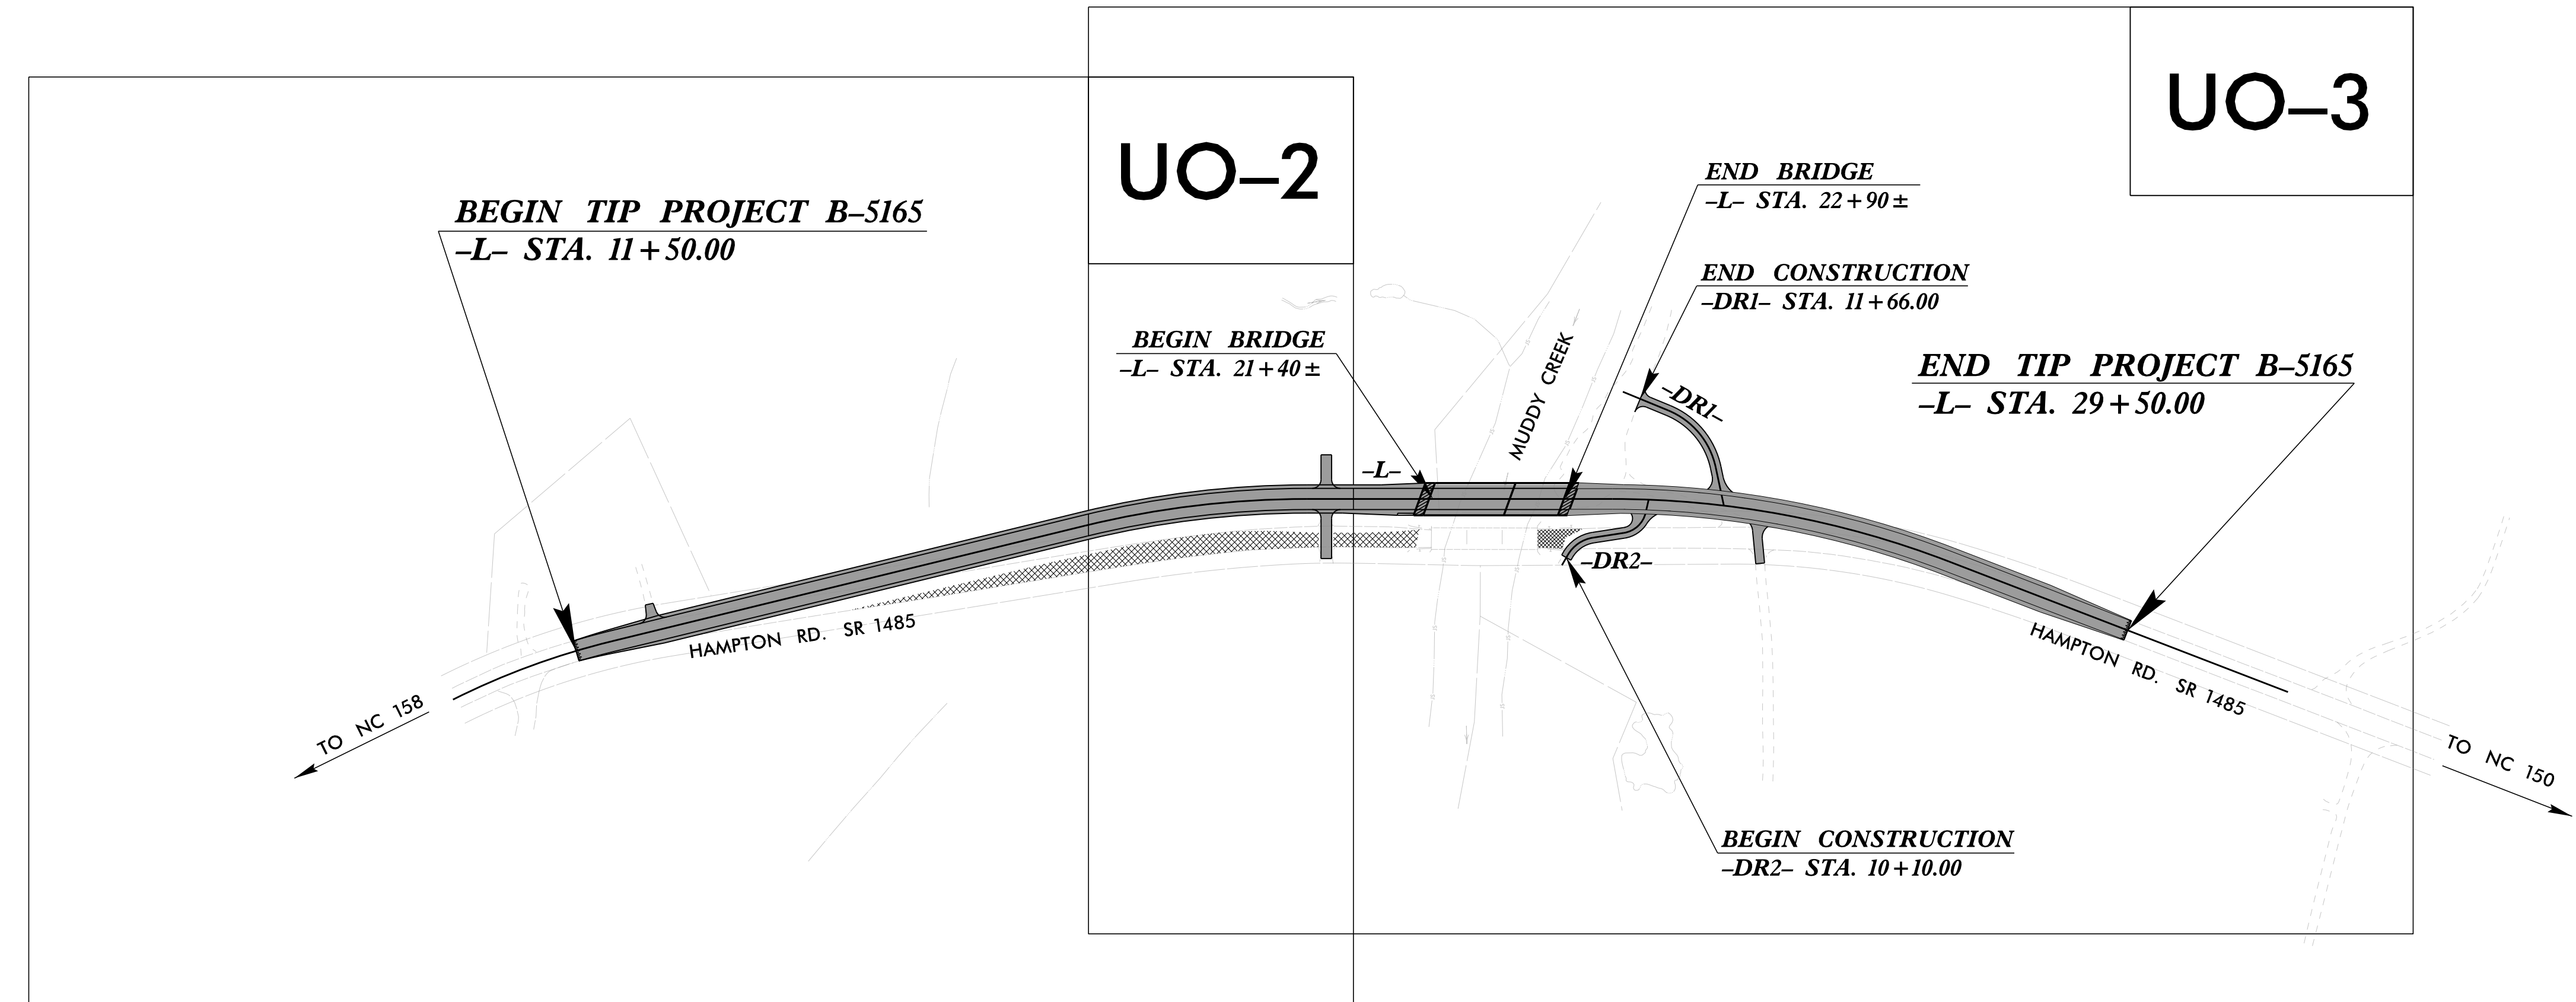 UO–3
UO–2
BEGIN TIP PROJECT B–5165
–L– STA. 11+50.00
END BRIDGE
–L– STA. 22+90±
END CONSTRUCTION
–DR1– STA. 11+66.00
BEGIN BRIDGE
–L– STA. 21+40±
END TIP PROJECT B–5165
–L– STA. 29+50.00
MUDDY CREEK
–DR1–
–L–
–DR2–
HAMPTON RD. SR 1485
HAMPTON RD. SR 1485
TO NC 158
TO NC 150
BEGIN CONSTRUCTION
–DR2– STA. 10+10.00